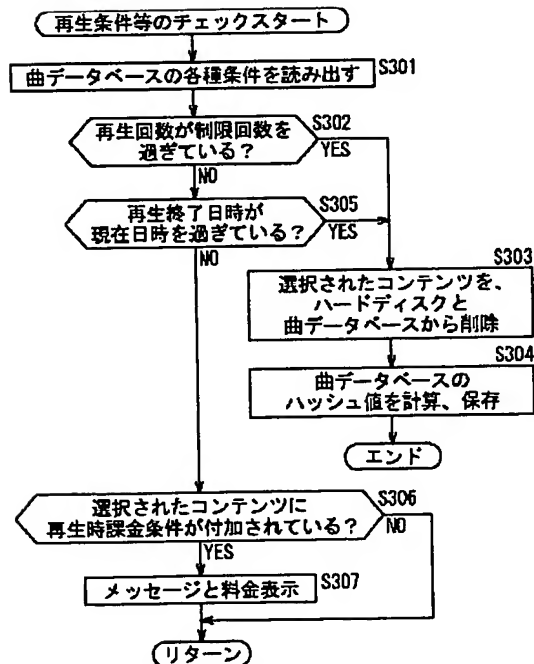 再生条件等のチェックスタート
S301
曲データベースの各種条件を読み出す
S302
再生回数が制限回数を
過ぎている？
YES
NO
S305
再生終了日時が
現在日時を過ぎている？
YES
NO
S303
選択されたコンテンツを、
ハードディスクと
曲データベースから削除
S304
曲データベースの
ハッシュ値を計算、保存
エンド
S306
選択されたコンテンツに
再生時課金条件が付加されている？
NO
YES
S307
メッセージと料金表示
リターン